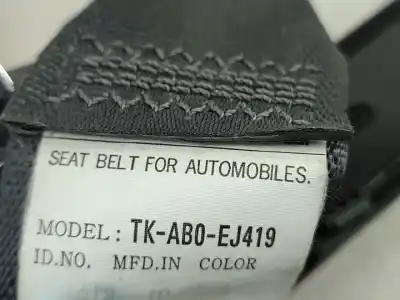 SEAT BELT FOR AUTOMOBILES.
MODEL: TK-AB0-EJ419
ID.NO. MFD.IN COLOR